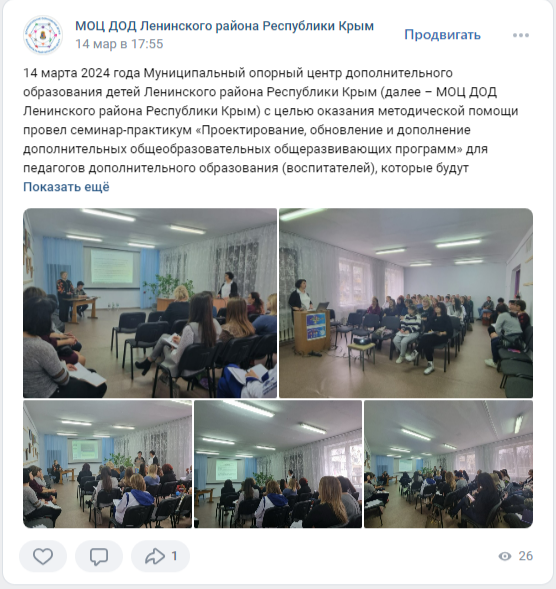 МОЦ ДОД Ленинского района Республики Крым
14 мар в 17:55
Продвигать
14 марта 2024 года Муниципальный опорный центр дополнительного
образования детей Ленинского района Республики Крым (далее – МОЦ ДОД
Ленинского района Республики Крым) с целью оказания методической помощи
провел семинар-практикум «Проектирование, обновление и дополнение
дополнительных общеобразовательных общеразвивающих программ» для
педагогов дополнительного образования (воспитателей), которые будут
Показать ещё
1
26